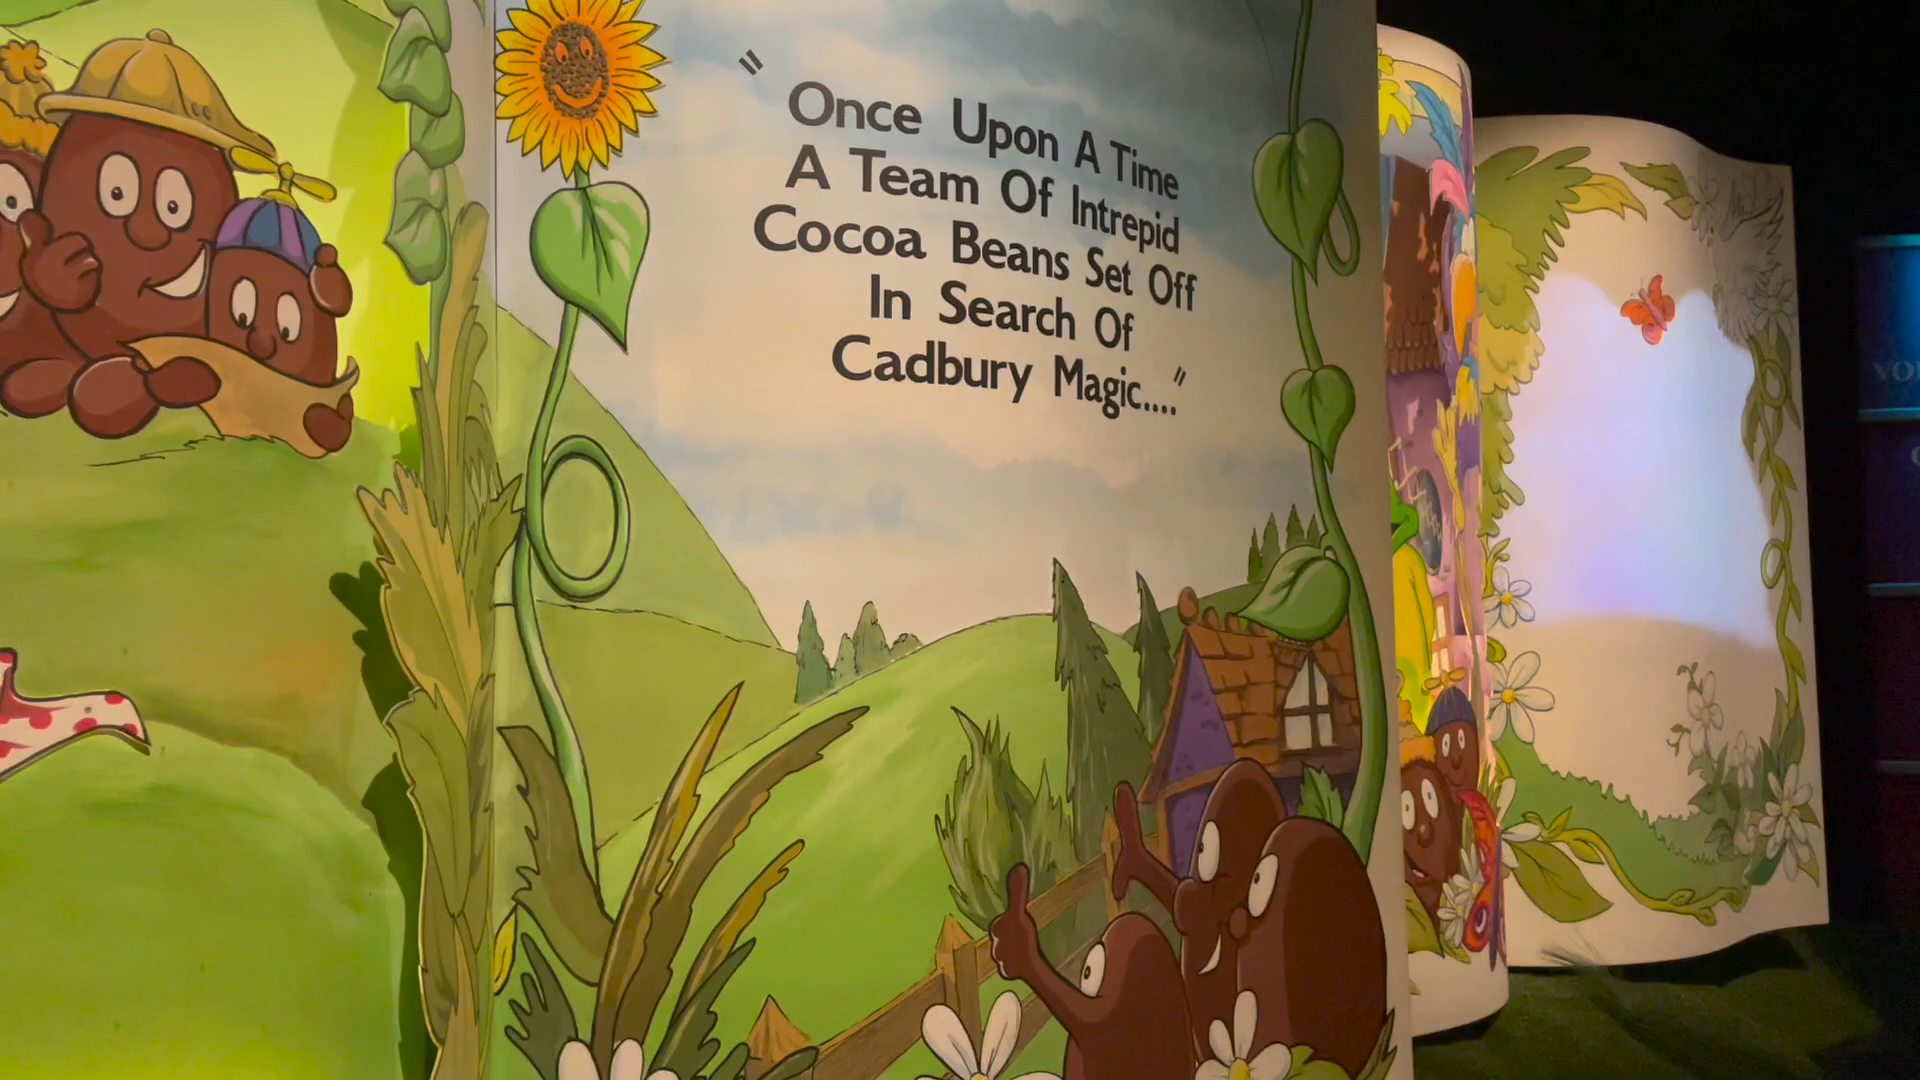 "Once Upon A Time
A Team Of Intrepid
Cocoa Beans Set Off
In Search Of
Cadbury Magic...."